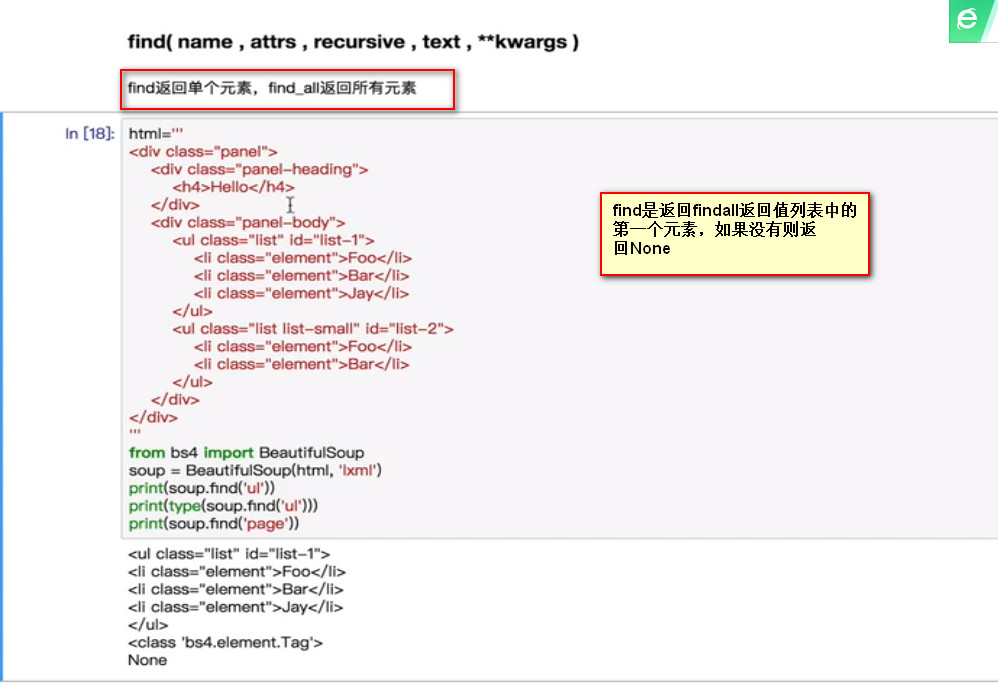 find( name , attrs , recursive , text , **kwargs )
find返回单个元素，find_all返回所有元素
In [18]:
html='''
<div class="panel">
    <div class="panel-heading">
        <h4>Hello</h4>
    </div>
    <div class="panel-body">
        <ul class="list" id="list-1">
            <li class="element">Foo</li>
            <li class="element">Bar</li>
            <li class="element">Jay</li>
        </ul>
        <ul class="list list-small" id="list-2">
            <li class="element">Foo</li>
            <li class="element">Bar</li>
        </ul>
    </div>
</div>
'''
from bs4 import BeautifulSoup
soup = BeautifulSoup(html, 'lxml')
print(soup.find('ul'))
print(type(soup.find('ul')))
print(soup.find('page'))
find是返回findall返回值列表中的
第一个元素，如果没有则返
回None
<ul class="list" id="list-1">
<li class="element">Foo</li>
<li class="element">Bar</li>
<li class="element">Jay</li>
</ul>
<class 'bs4.element.Tag'>
None